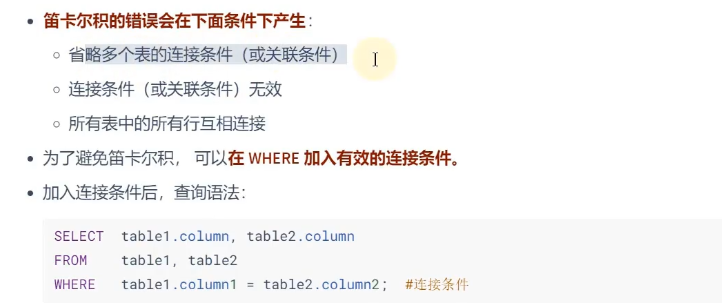 笛卡尔积的错误会在下面条件下产生：
省略多个表的连接条件（或关联条件）
连接条件（或关联条件）无效
所有表中的所有行互相连接
为了避免笛卡尔积， 可以在 WHERE 加入有效的连接条件。
加入连接条件后，查询语法：
SELECT table1.column, table2.column
FROM table1, table2
WHERE table1.column1 = table2.column2; #连接条件